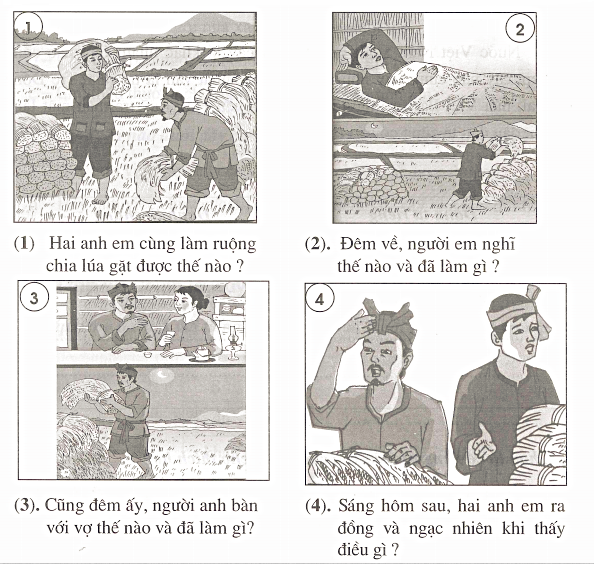 1
2
(1) Hai anh em cùng làm ruộng
chia lúa gặt được thế nào ?
(2). Đêm về, người em nghĩ
thế nào và đã làm gì ?
3
4
(3). Cũng đêm ấy, người anh bàn
với vợ thế nào và đã làm gì?
(4). Sáng hôm sau, hai anh em ra
đồng và ngạc nhiên khi thấy
điều gì ?